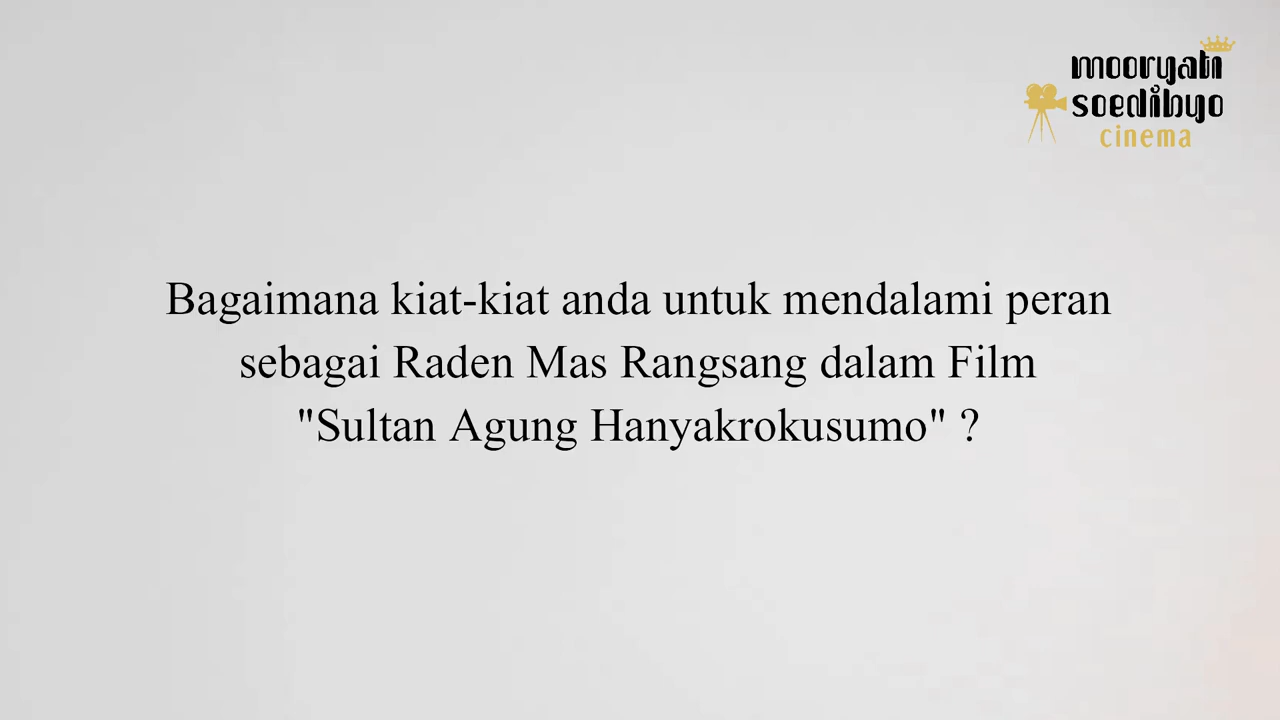 mooryati
soedibyo
cinema
Bagaimana kiat-kiat anda untuk mendalami peran
sebagai Raden Mas Rangsang dalam Film
"Sultan Agung Hanyakrokusumo" ?